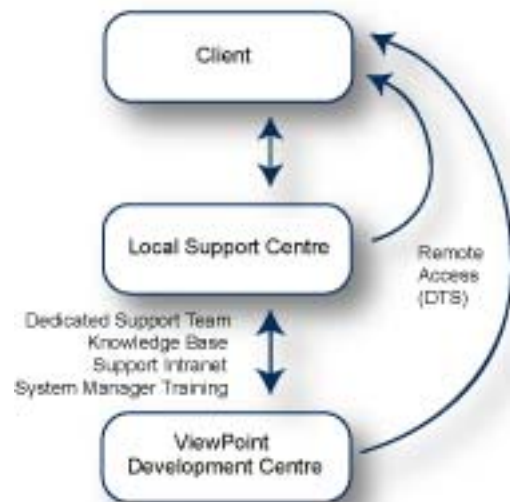 Client
Local Support Centre
Remote
Access
(DTS)
Dedicated Support Team
Knowledge Base
Support Intranet
System Manager Training
ViewPoint
Development Centre